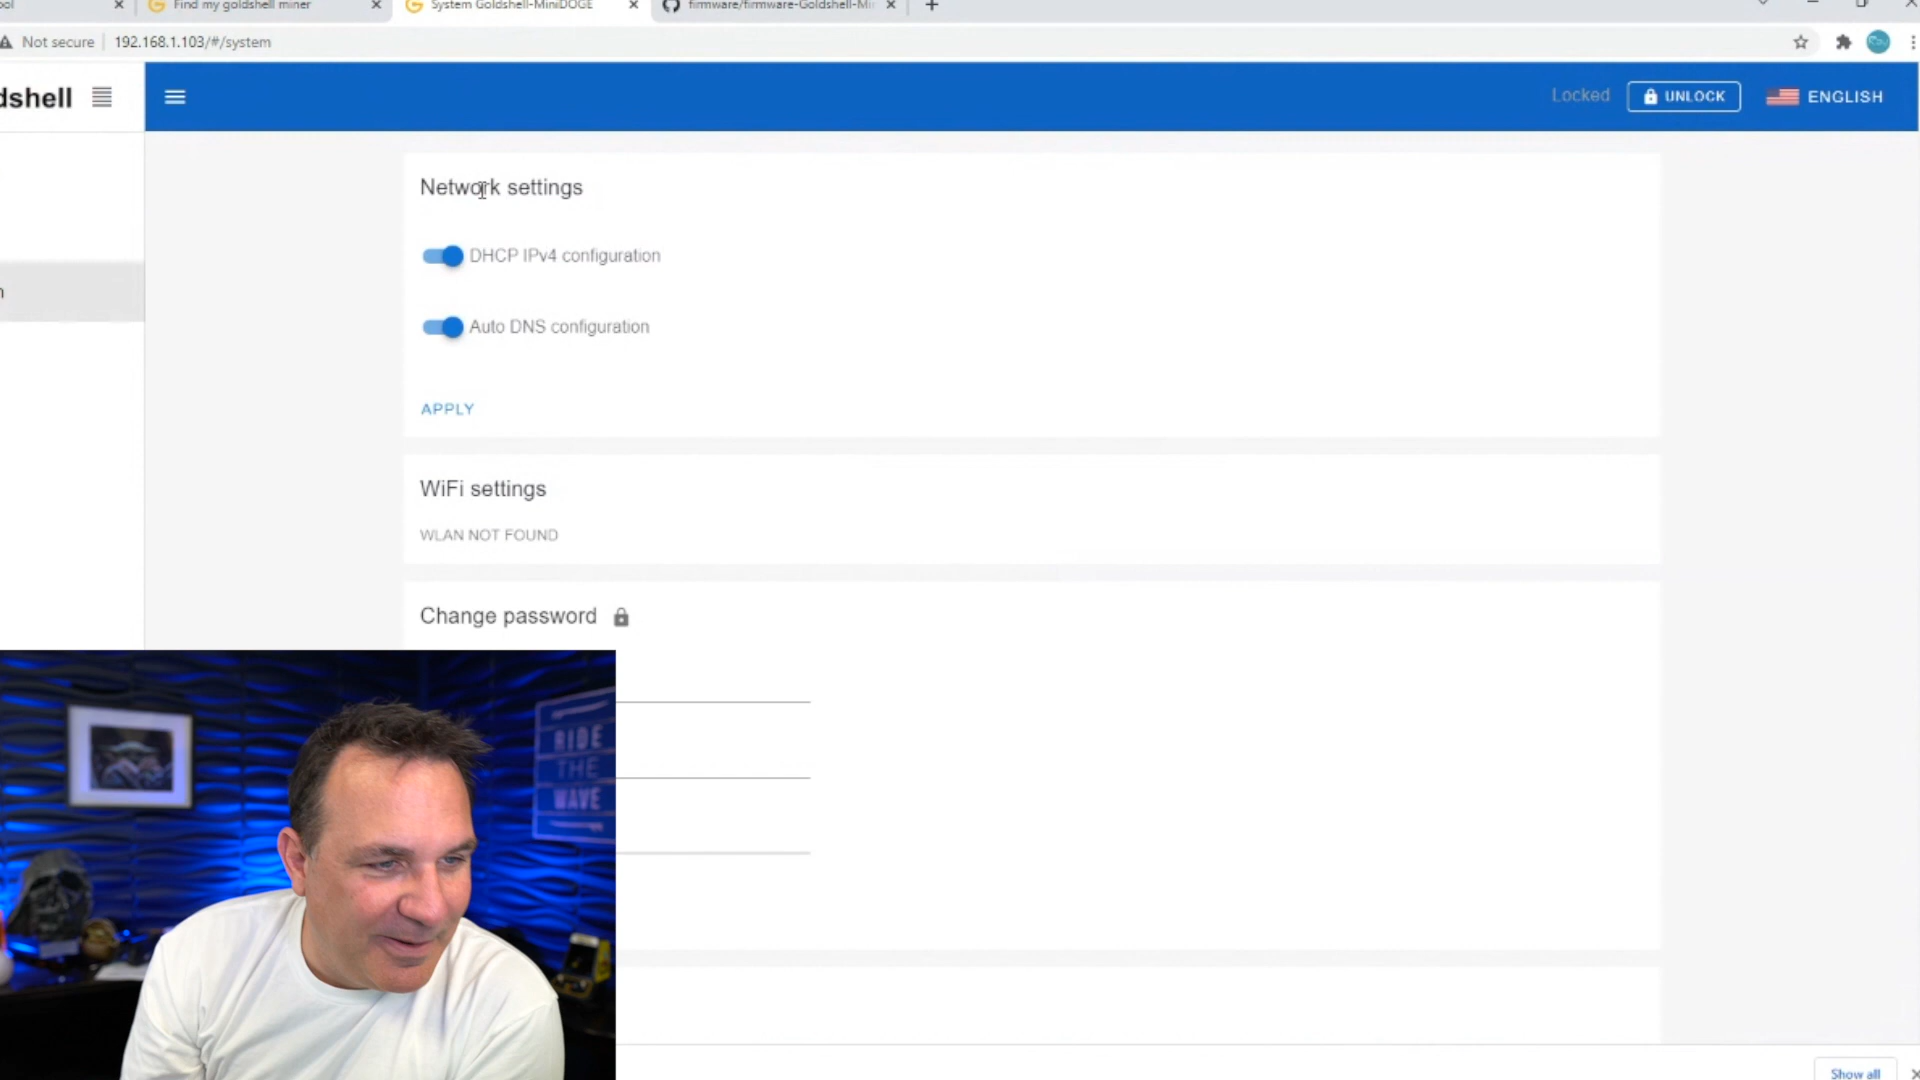 ool
Find my goldshell miner
System Goldshell-MiniDOGE
firmware/firmware-Goldshell-Mi
Not secure
192.168.1.103/#/system
dshell
Locked
UNLOCK
ENGLISH
Network settings
DHCP IPv4 configuration
Auto DNS configuration
APPLY
WiFi settings
WLAN NOT FOUND
Change password
RIDE
THE
WAVE
Show all